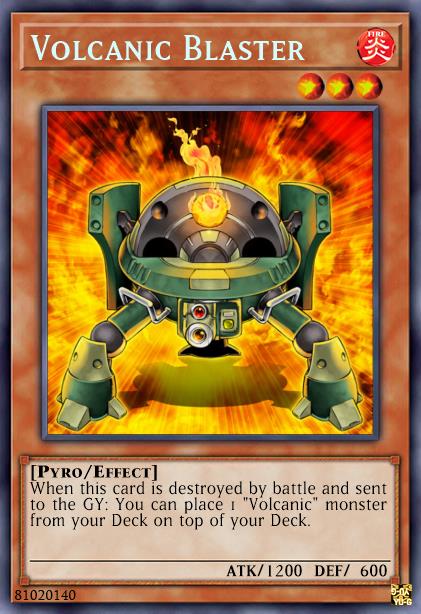 Volcanic Blaster
FIRE
炎
[Pyro/Effect]
When this card is destroyed by battle and sent
to the GY: You can place 1 "Volcanic" monster
from your Deck on top of your Deck.
ATK/1200 DEF/ 600
81020140